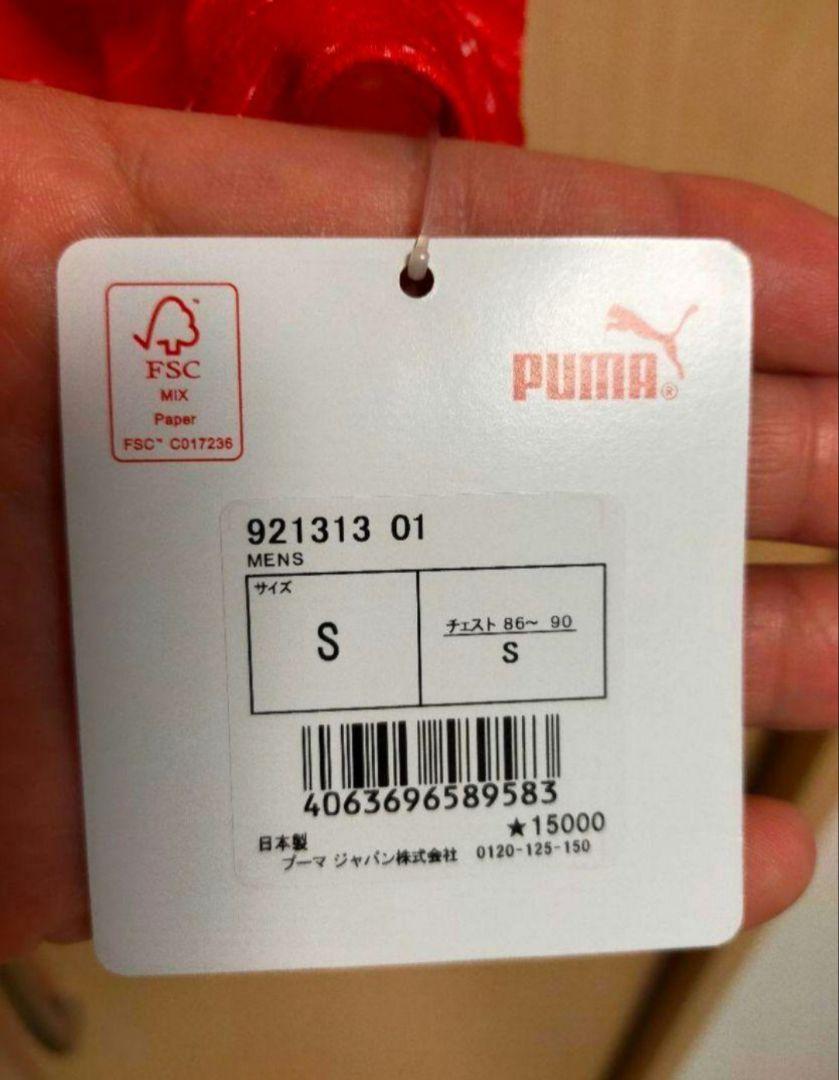 FSC
MIX
Paper
FSC™ C017236
PUMA®
921313 01
MENS
サイズ
S
チェスト 86〜 90
S
4063696589583
★15000
日本製
プーマ ジャパン株式会社 0120-125-150